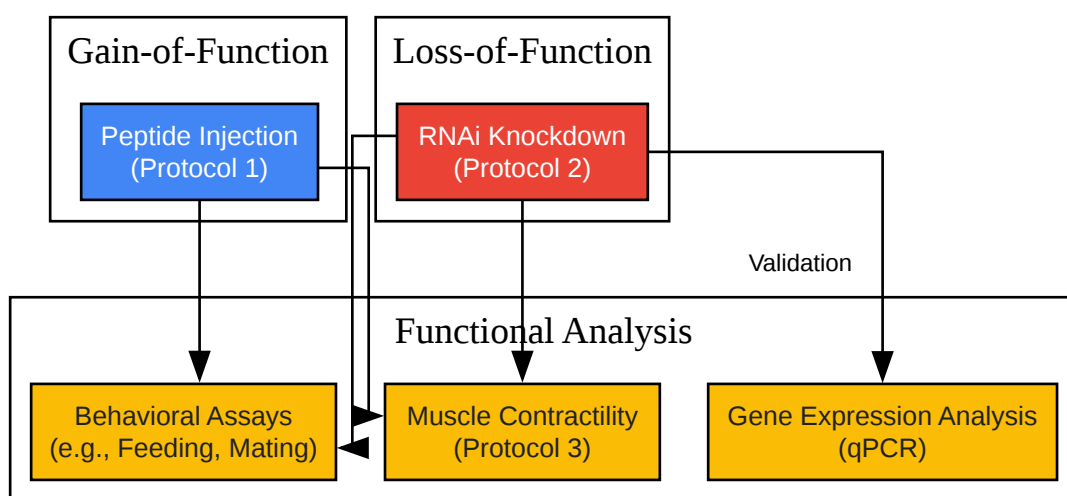 Gain-of-Function
Loss-of-Function
Peptide Injection
(Protocol 1)
RNAi Knockdown
(Protocol 2)
Validation
Functional Analysis
Behavioral Assays
(e.g., Feeding, Mating)
Muscle Contractility
(Protocol 3)
Gene Expression Analysis
(qPCR)